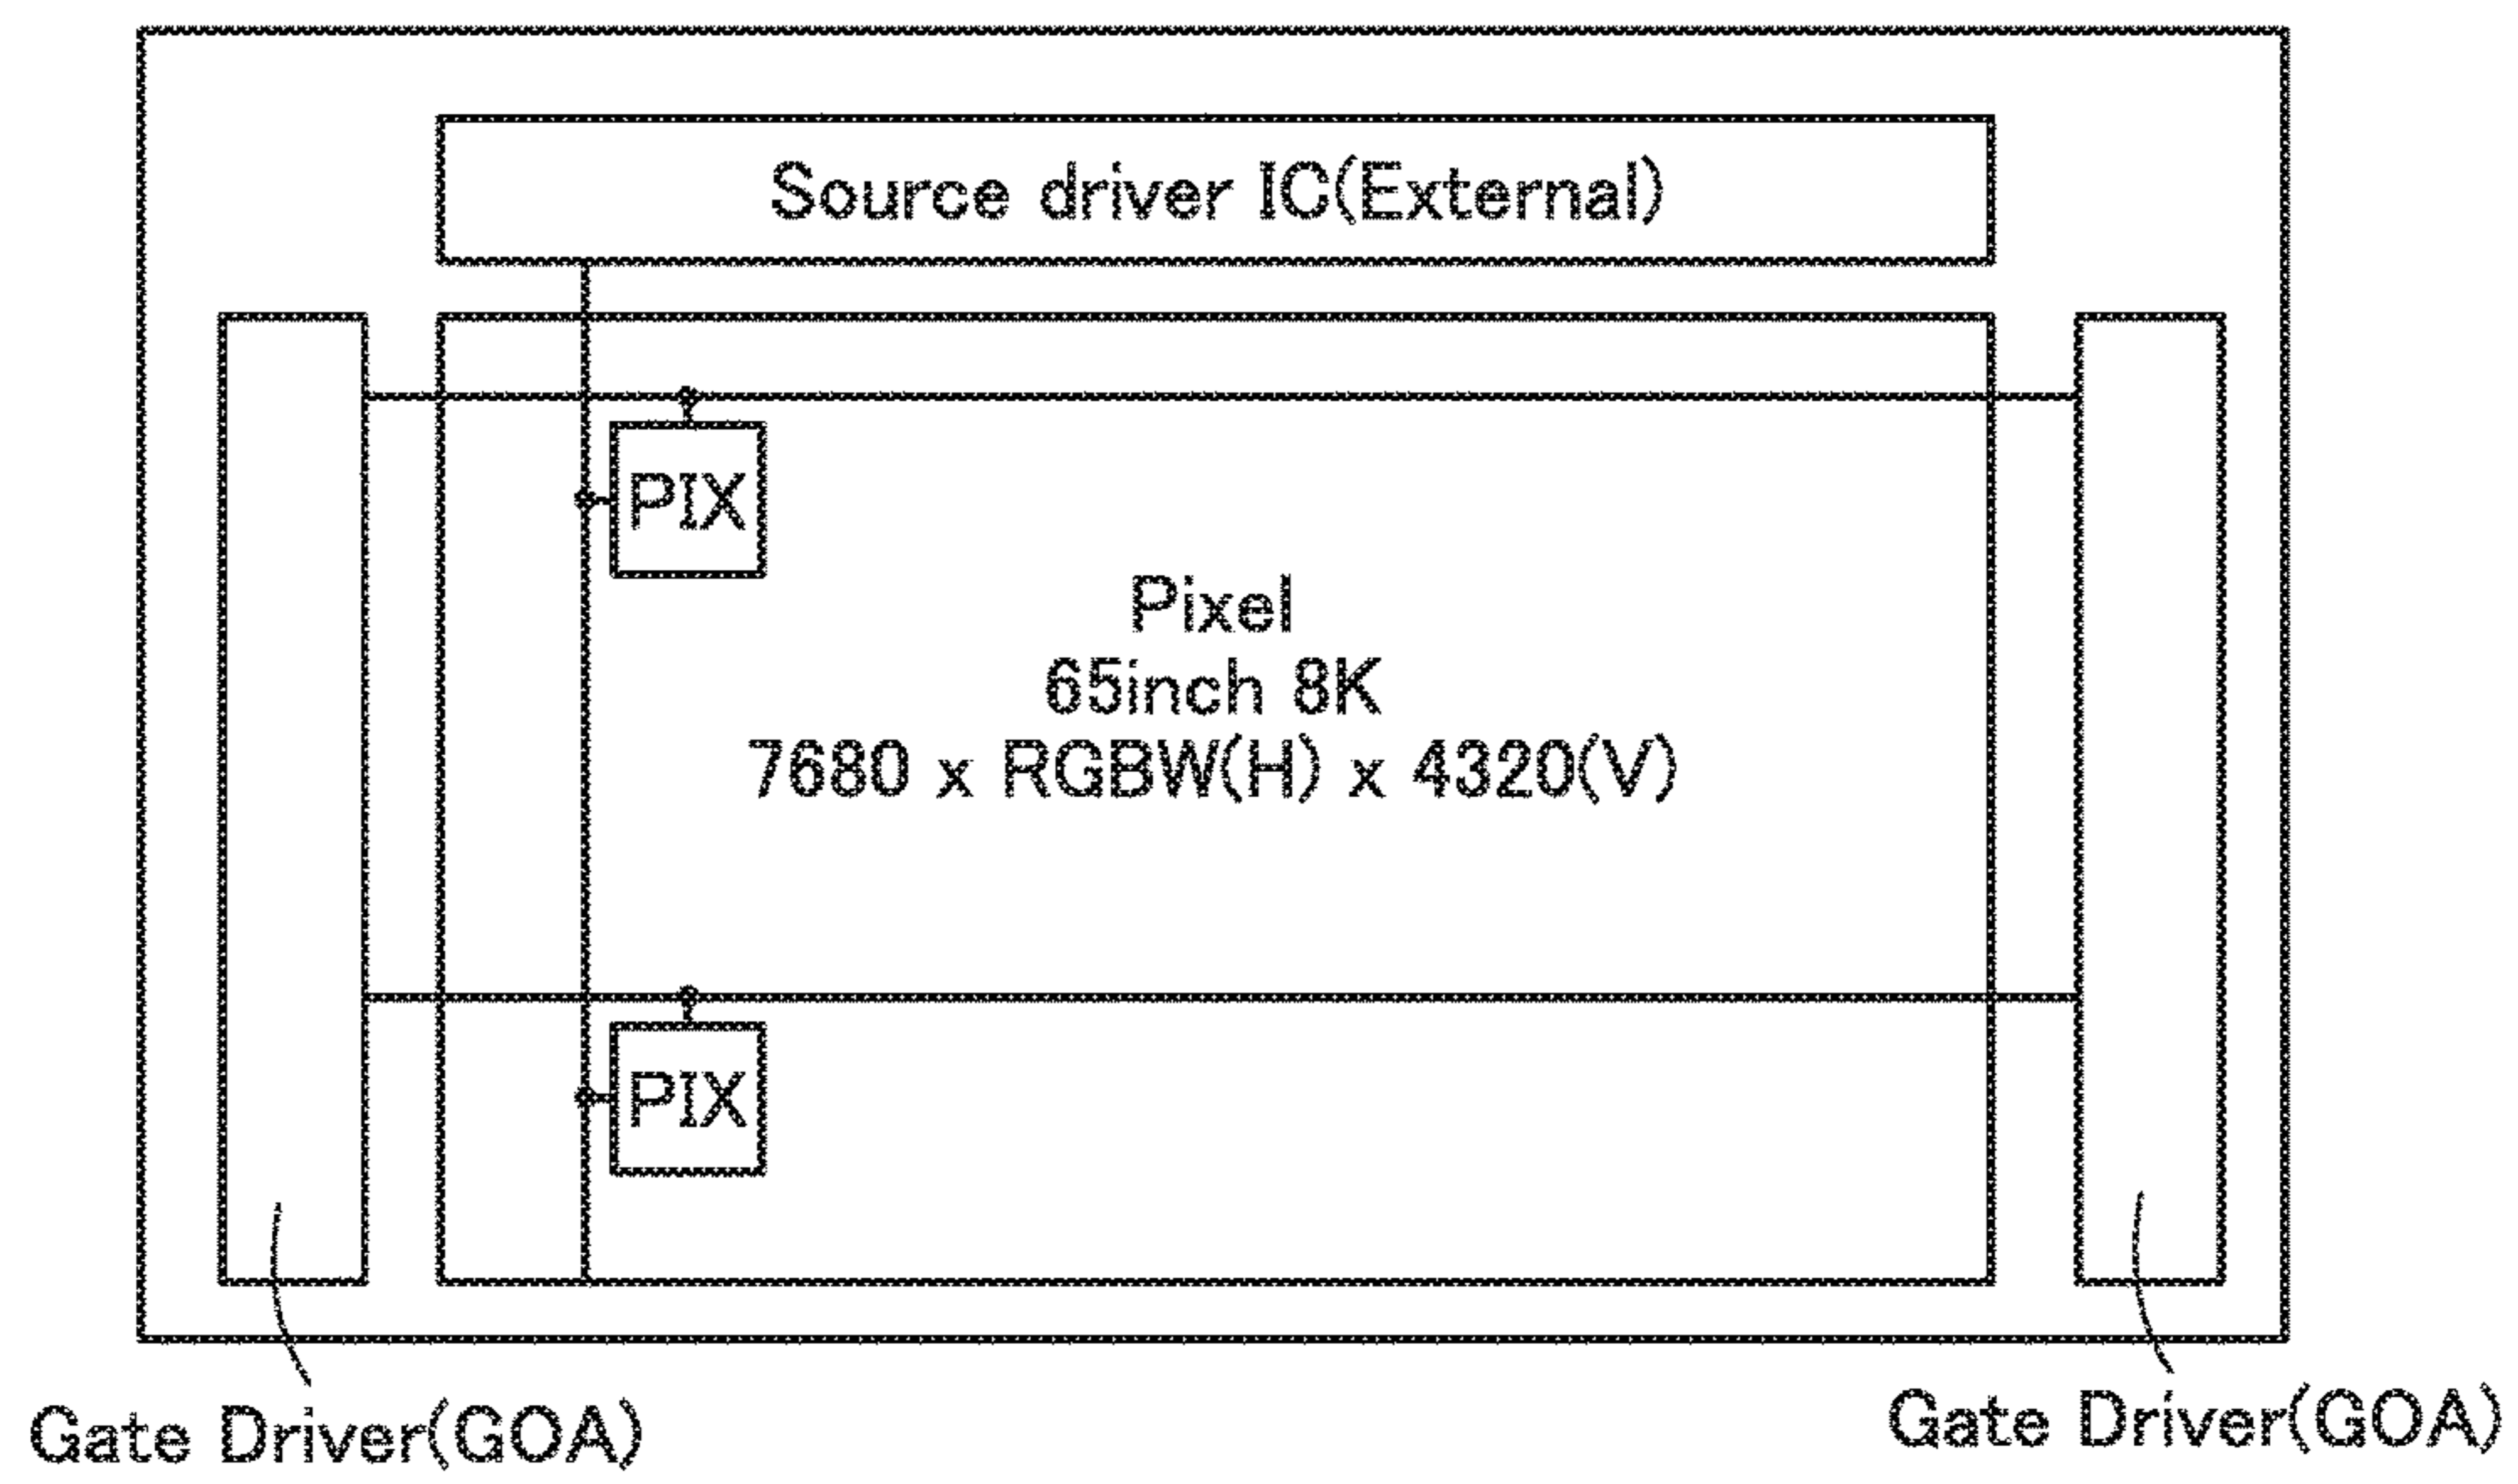 Source driver IC(External)
PIX
Pixel
65inch 8K
7680 x RGBW(H) x 4320(V)
PIX
Gate Driver(GOA)
Gate Driver(GOA)